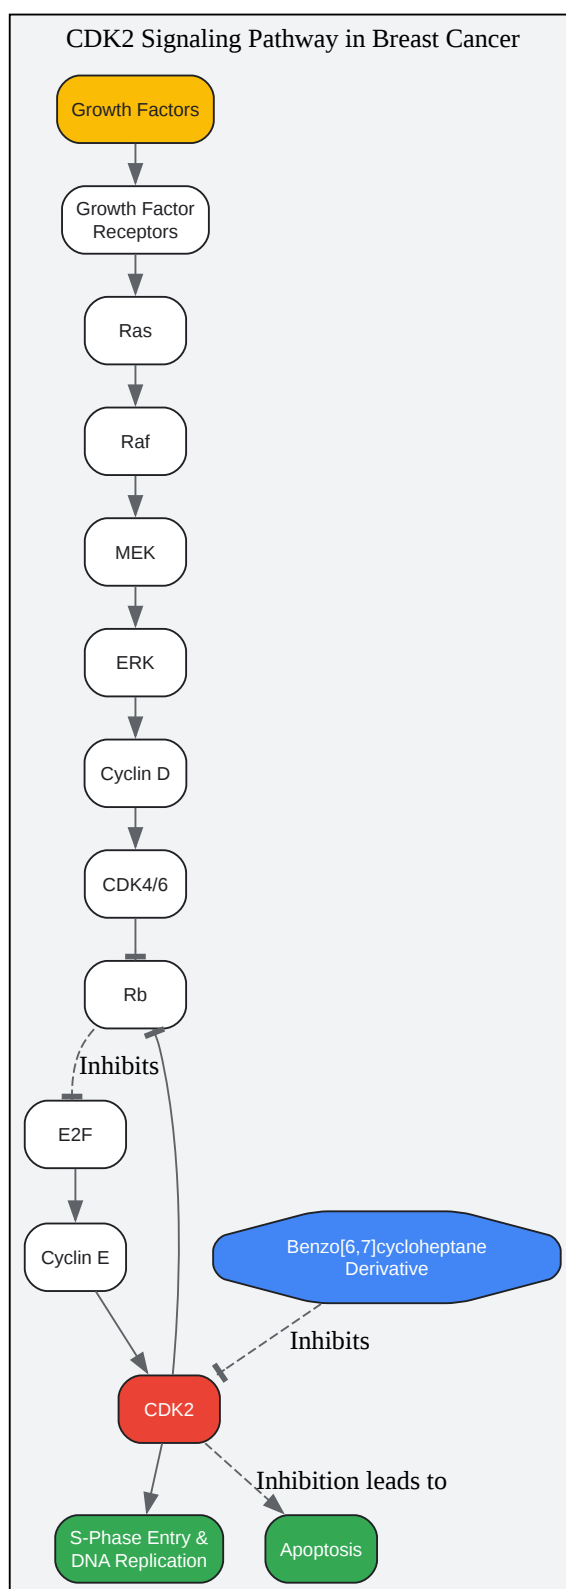 CDK2 Signaling Pathway in Breast Cancer
Growth Factors
Growth Factor
Receptors
Ras
Raf
MEK
ERK
Cyclin D
CDK4/6
Rb
Inhibits
E2F
Cyclin E
Benzo[6,7]cycloheptane
Derivative
Inhibits
CDK2
Inhibition leads to
S-Phase Entry &
DNA Replication
Apoptosis